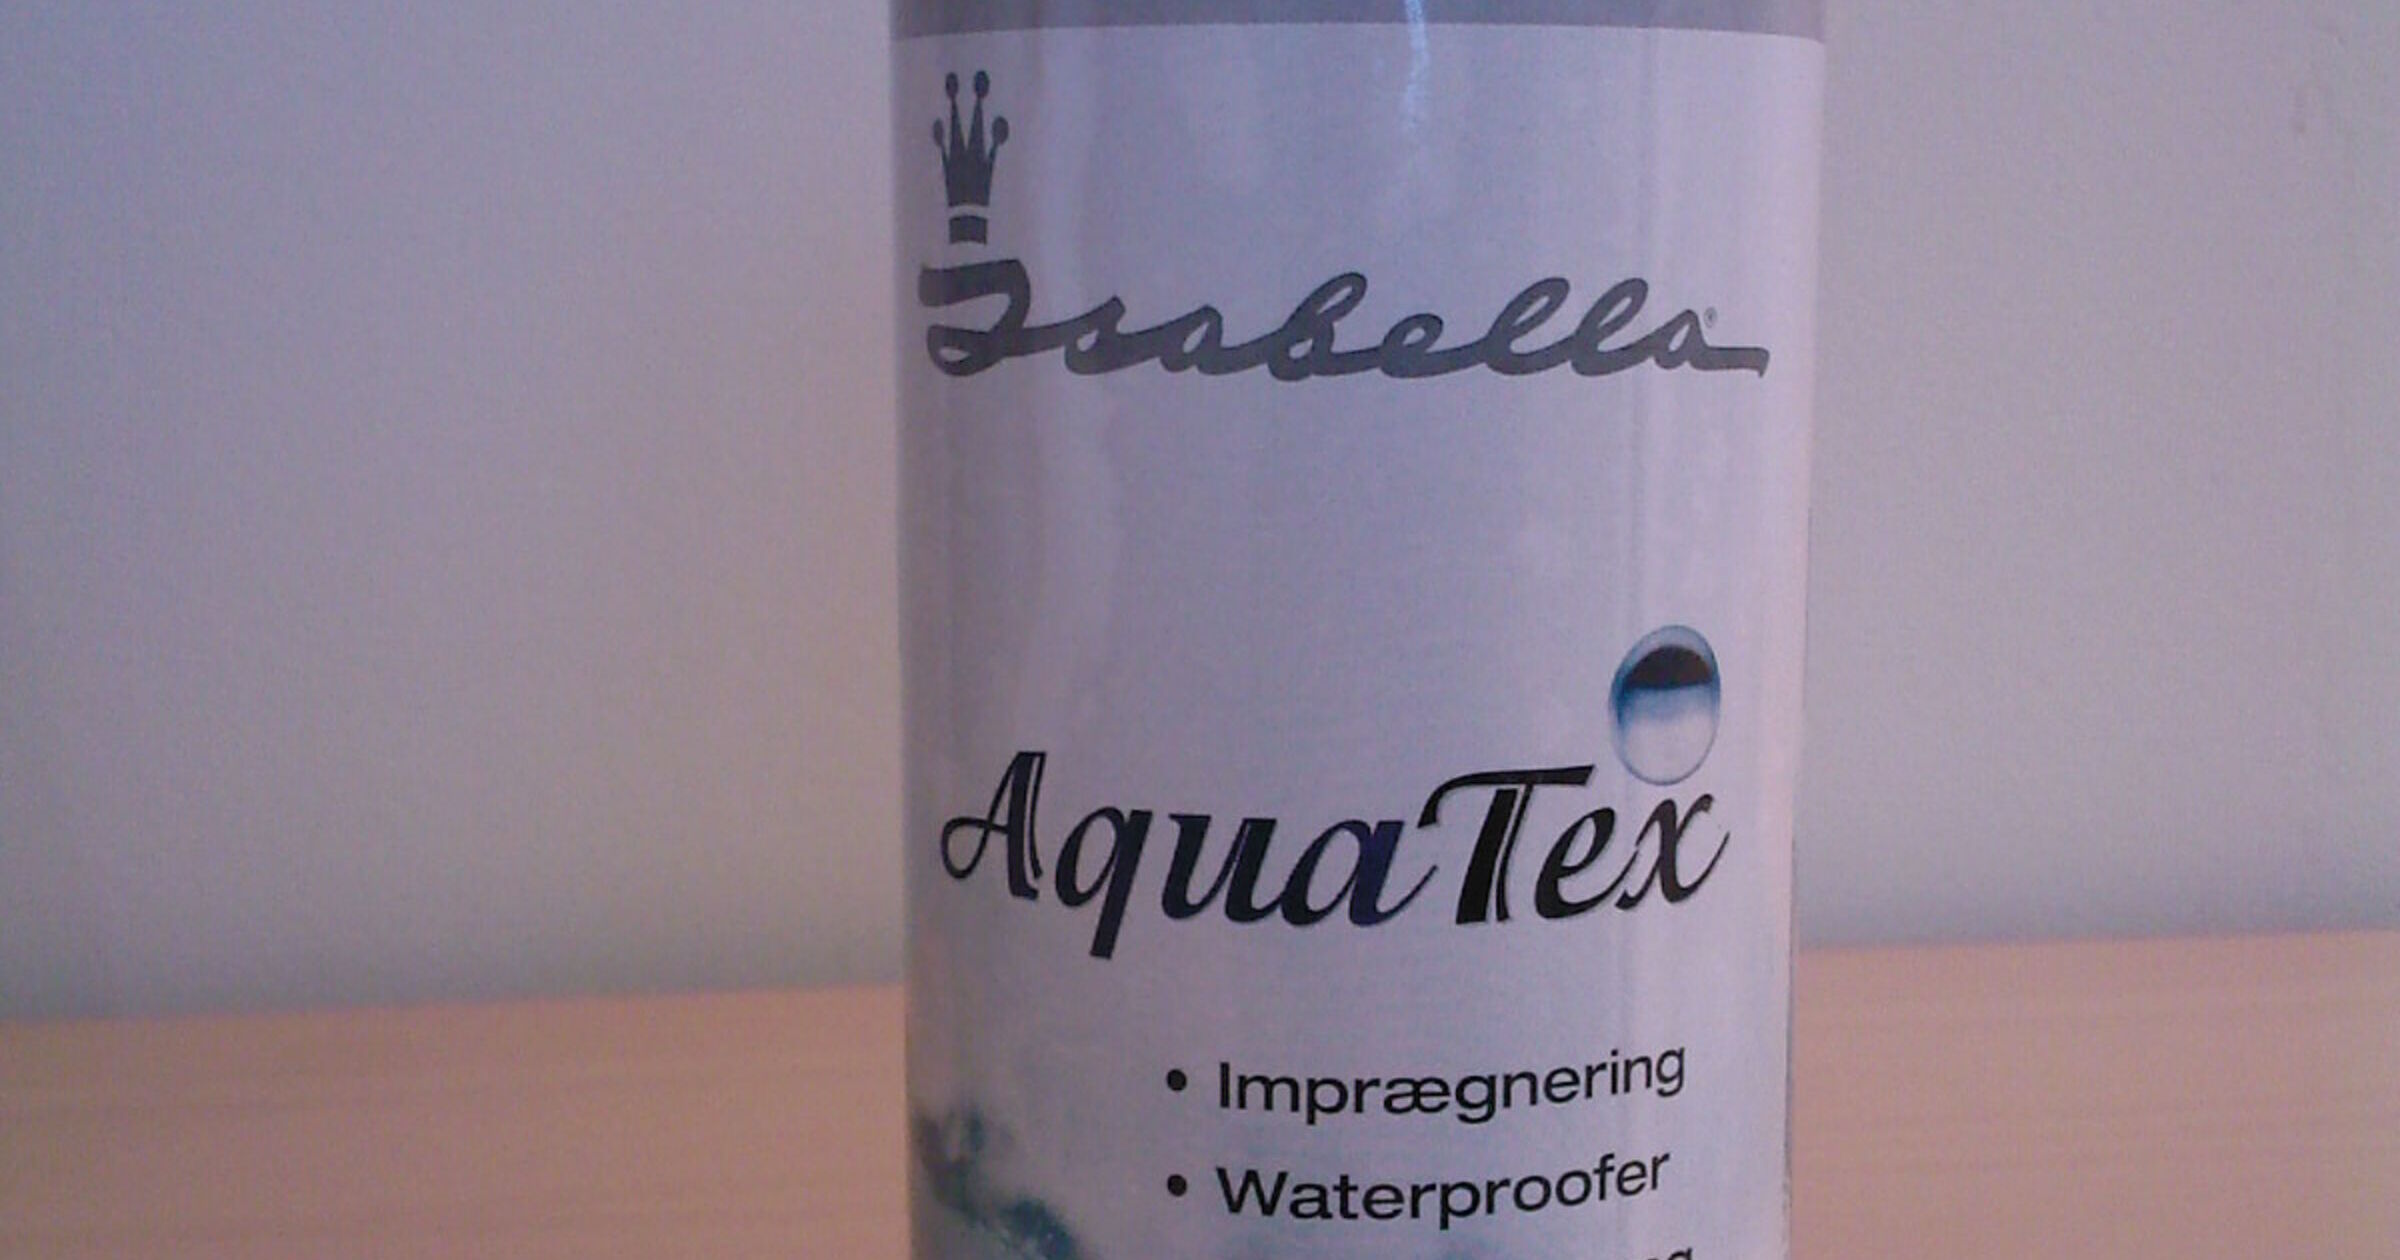 Isabella®
AquaTex
• Imprægnering
• Waterproofer